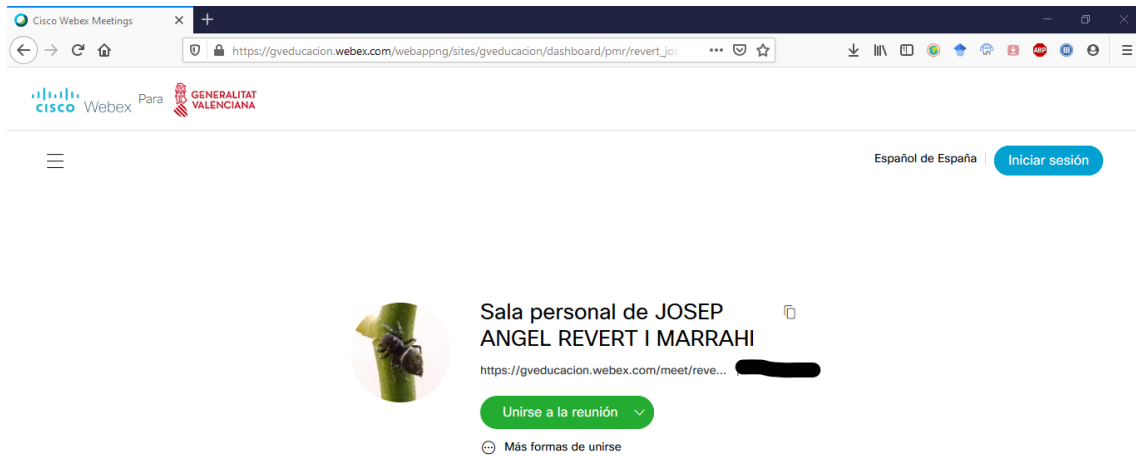 Cisco Webex Meetings
https://gveducacion.webex.com/webappng/sites/gveducacion/dashboard/pmr/revert_jos
ABP
CISCO Webex Para GENERALITAT VALENCIANA
Español de España Iniciar sesión
Sala personal de JOSEP
ANGEL REVERT I MARRAHI
https://gveducacion.webex.com/meet/reve...
Unirse a la reunión
Más formas de unirse